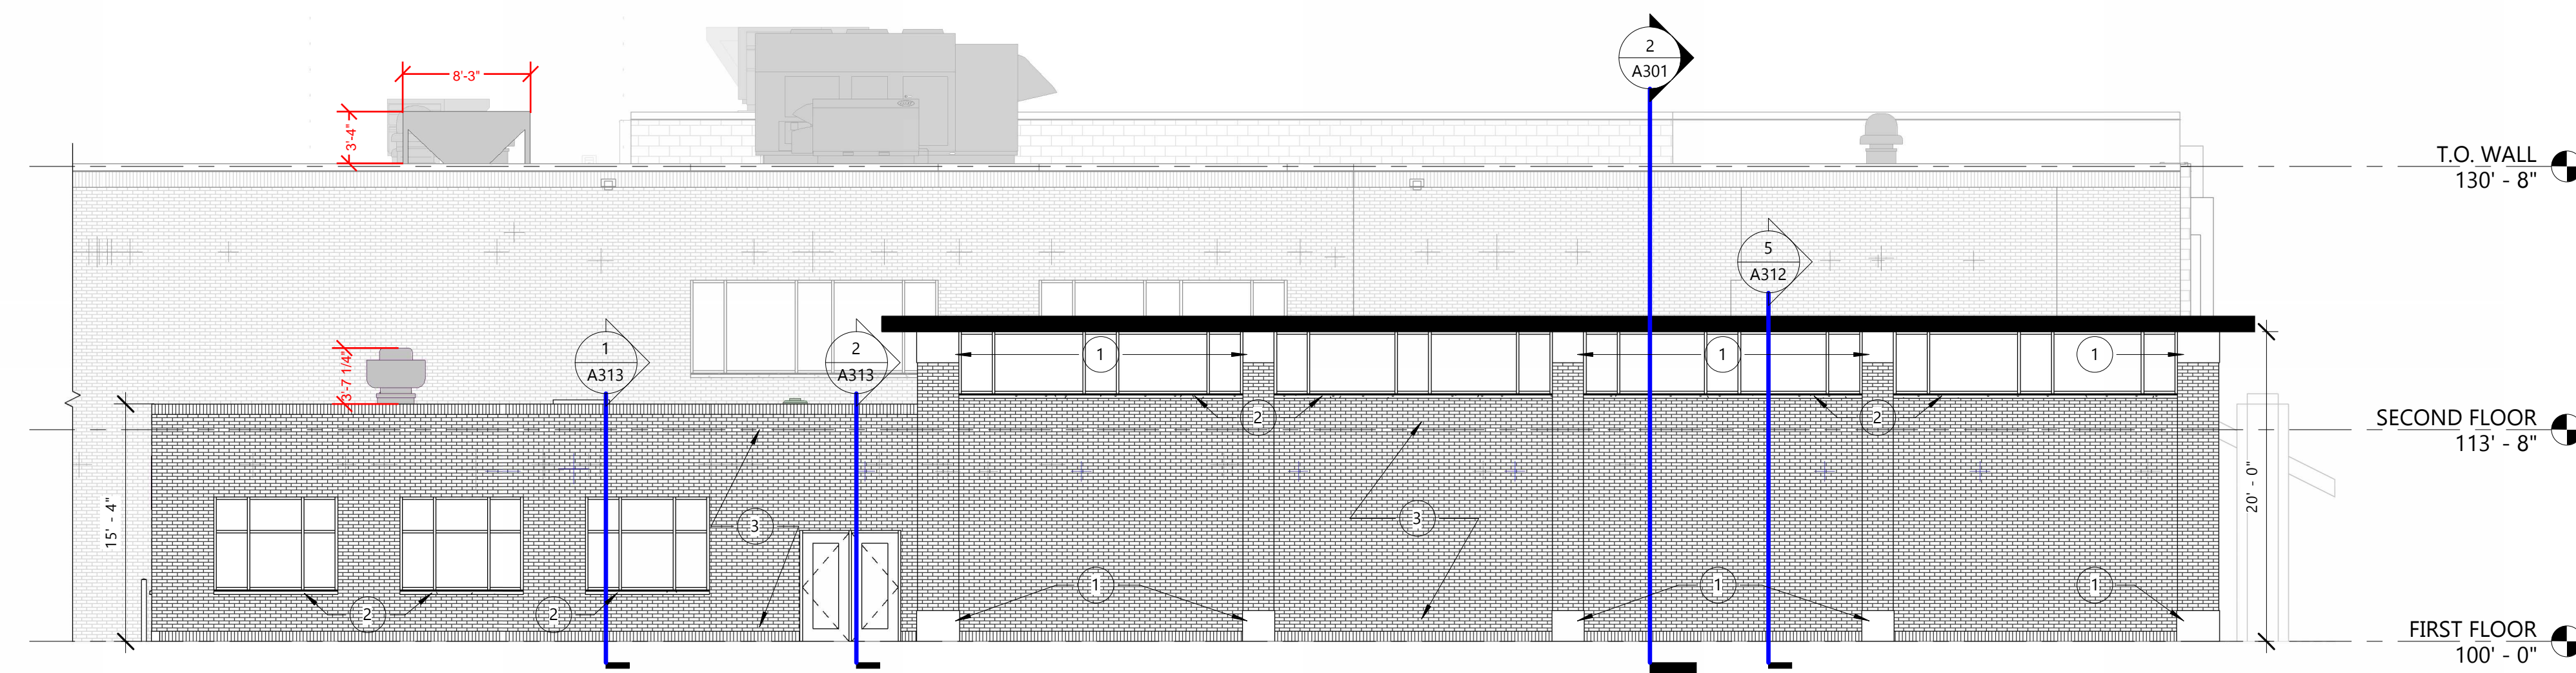 2
A301
8'-3"
3'-4"
T.O. WALL
130' - 8"
5
A312
1
A313
2
A313
1
1
1
3'-7 1/4"
2
2
SECOND FLOOR
113' - 8"
15' - 4"
3
3
20' - 0"
2
2
1
1
1
FIRST FLOOR
100' - 0"